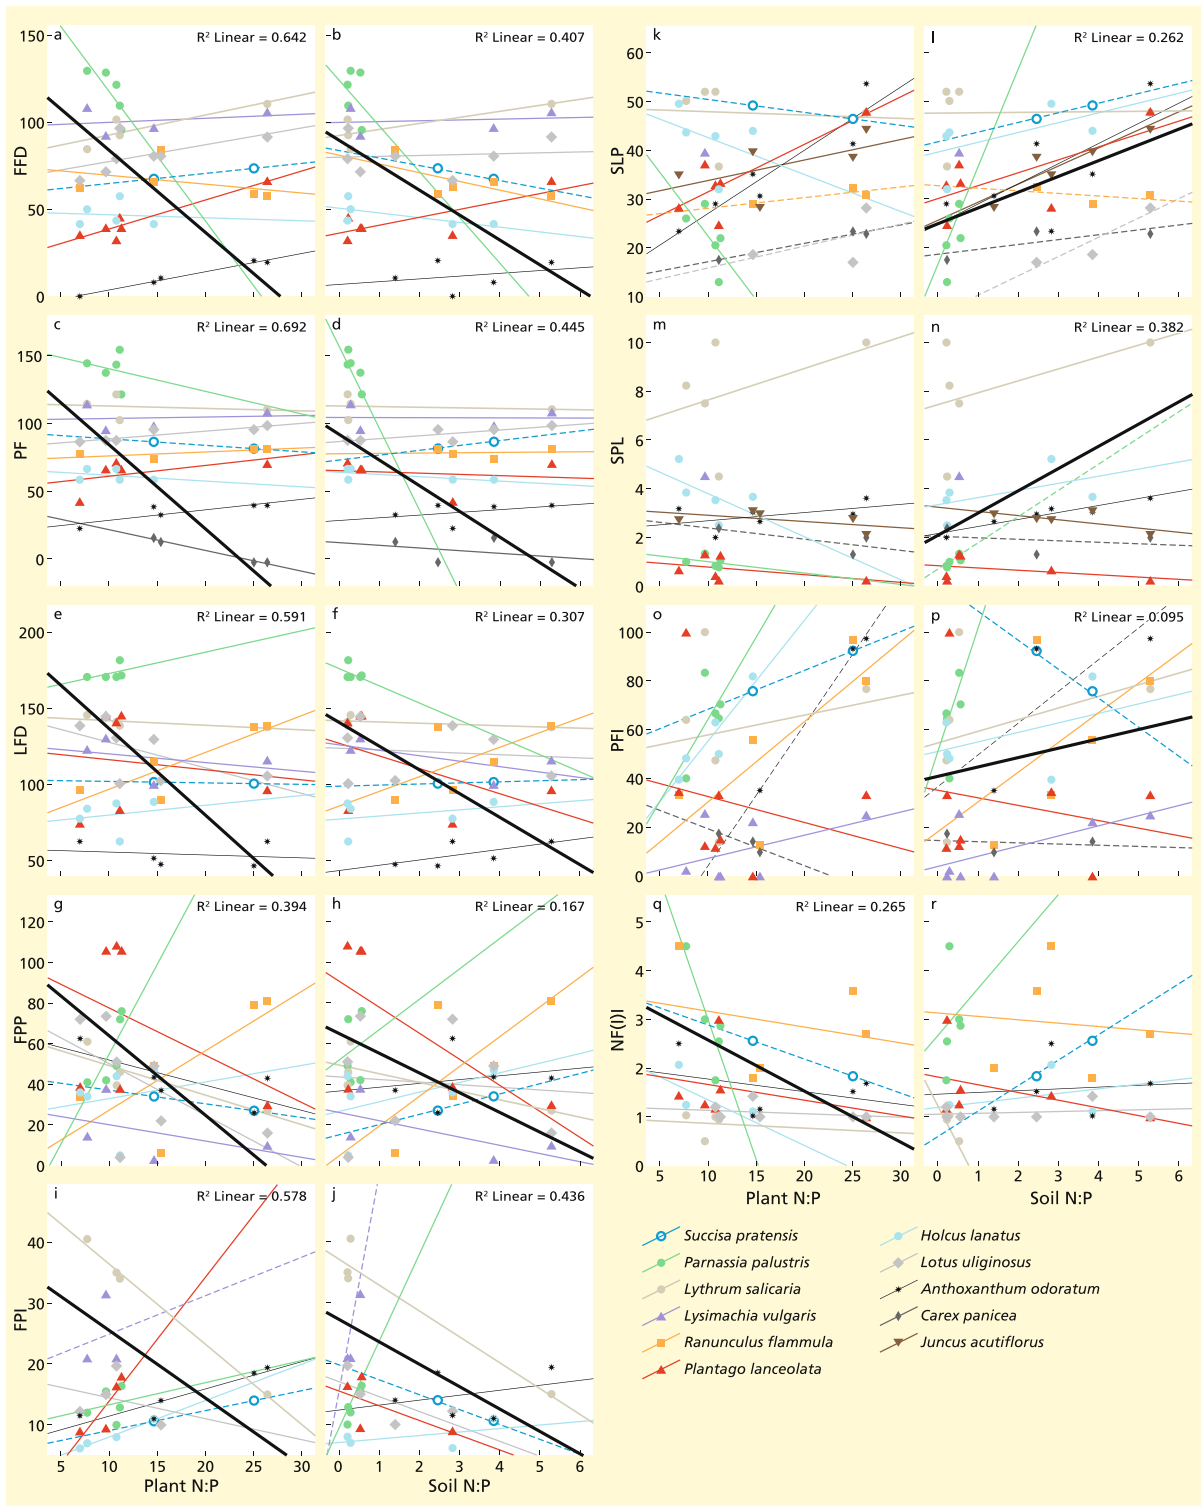 a R² Linear = 0.642
b R² Linear = 0.407
FFD
150
100
50
0
k
l R² Linear = 0.262
SLP
60
50
40
30
20
10
c R² Linear = 0.692
d R² Linear = 0.445
PF
150
100
50
0
m
n R² Linear = 0.382
SPL
10
8
6
4
2
0
e R² Linear = 0.591
f R² Linear = 0.307
LFD
200
150
100
50
o
p R² Linear = 0.095
PFI
100
80
60
40
20
0
g R² Linear = 0.394
h R² Linear = 0.167
FPP
120
100
80
60
40
20
0
q R² Linear = 0.265
r
NF(I)I
5
4
3
2
1
0
5 10 15 20 25 30
Plant N:P
0 1 2 3 4 5 6
Soil N:P
i R² Linear = 0.578
j R² Linear = 0.436
FPI
40
30
20
10
5 10 15 20 25 30
Plant N:P
0 1 2 3 4 5 6
Soil N:P
Succisa pratensis
Parnassia palustris
Lythrum salicaria
Lysimachia vulgaris
Ranunculus flammula
Plantago lanceolata
Holcus lanatus
Lotus uliginosus
Anthoxanthum odoratum
Carex panicea
Juncus acutiflorus